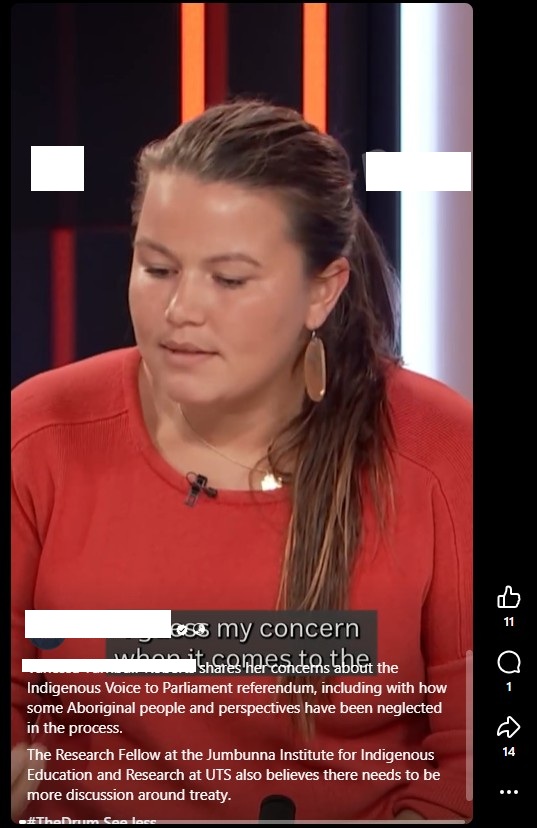 my concern
when it comes to the
shares her concerns about the
Indigenous Voice to Parliament referendum, including with how
some Aboriginal people and perspectives have been neglected
in the process.
The Research Fellow at the Jumbunna Institute for Indigenous
Education and Research at UTS also believes there needs to be
more discussion around treaty.
#TheDrum See less
11
1
14